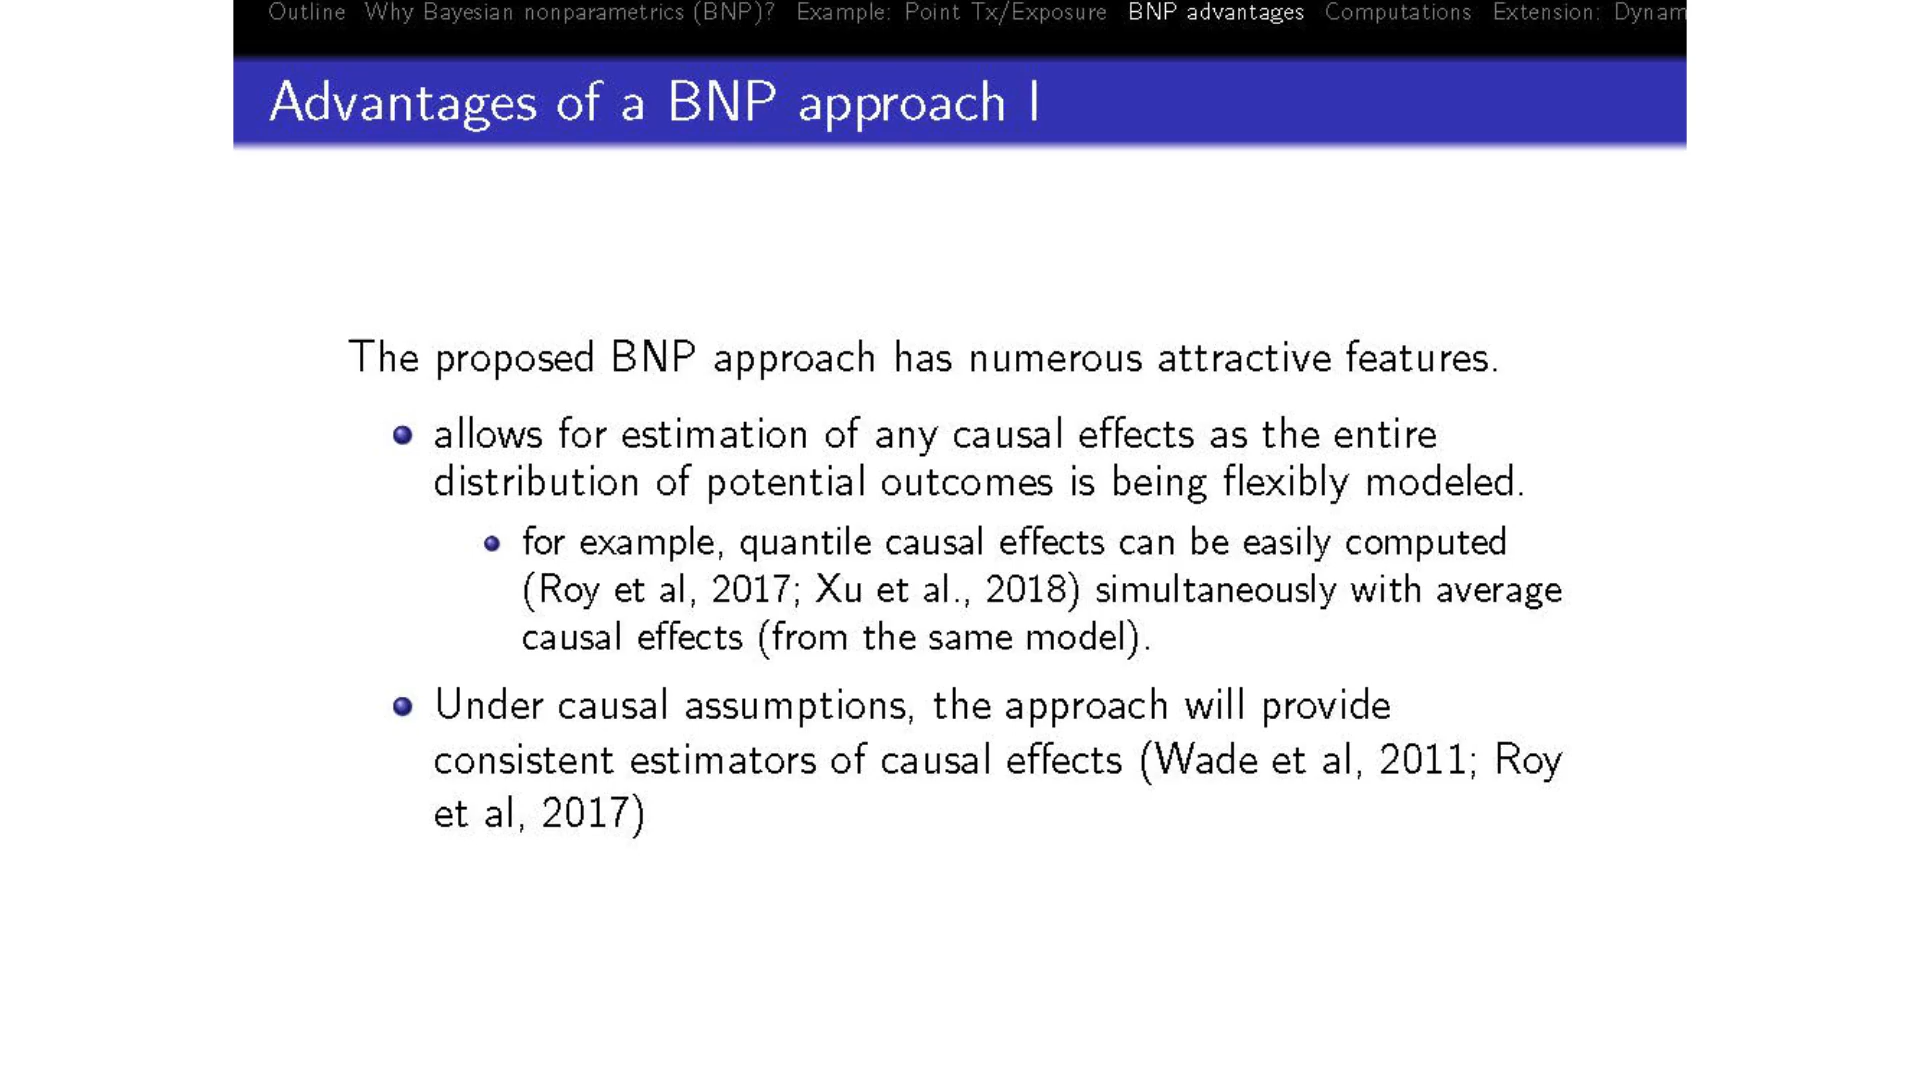 Outline Why Bayesian nonparametrics (BNP)? Example: Point Tx/Exposure BNP advantages Computations Extension: Dynam
Advantages of a BNP approach I
The proposed BNP approach has numerous attractive features.
allows for estimation of any causal effects as the entire
distribution of potential outcomes is being flexibly modeled.
for example, quantile causal effects can be easily computed
(Roy et al, 2017; Xu et al., 2018) simultaneously with average
causal effects (from the same model).
Under causal assumptions, the approach will provide
consistent estimators of causal effects (Wade et al, 2011; Roy
et al, 2017)